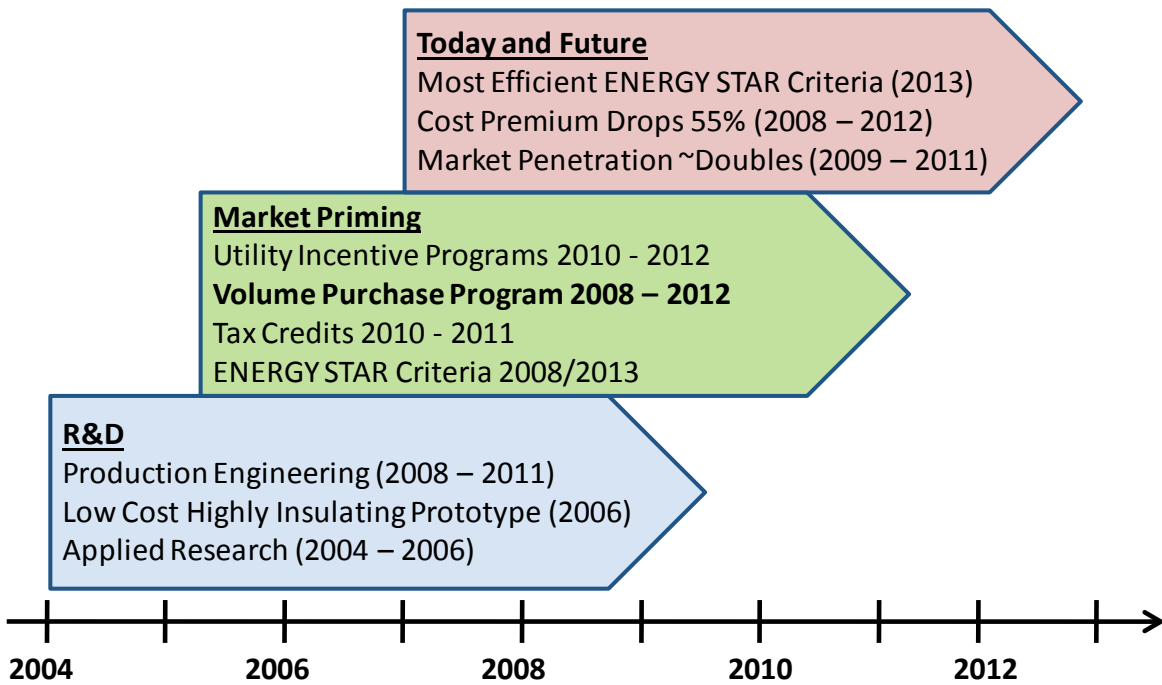 Today and Future
Most Efficient ENERGY STAR Criteria (2013)
Cost Premium Drops 55% (2008 – 2012)
Market Penetration ~Doubles (2009 – 2011)
Market Priming
Utility Incentive Programs 2010 - 2012
Volume Purchase Program 2008 – 2012
Tax Credits 2010 - 2011
ENERGY STAR Criteria 2008/2013
R&D
Production Engineering (2008 – 2011)
Low Cost Highly Insulating Prototype (2006)
Applied Research (2004 – 2006)
2004 2006 2008 2010 2012